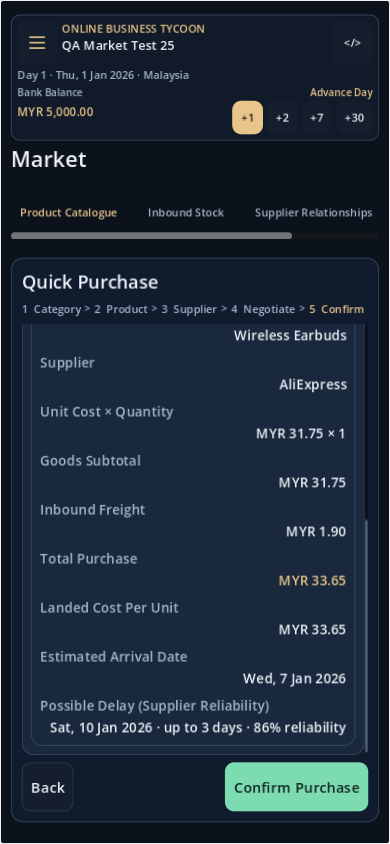 ONLINE BUSINESS TYCOON
QA Market Test 25
</>
Day 1 · Thu, 1 Jan 2026 · Malaysia
Bank Balance
Advance Day
MYR 5,000.00
+1 +2 +7 +30
Market
Product Catalogue Inbound Stock Supplier Relationships
Quick Purchase
1 Category > 2 Product > 3 Supplier > 4 Negotiate > 5 Confirm
Wireless Earbuds
Supplier
AliExpress
Unit Cost × Quantity
MYR 31.75 × 1
Goods Subtotal
MYR 31.75
Inbound Freight
MYR 1.90
Total Purchase
MYR 33.65
Landed Cost Per Unit
MYR 33.65
Estimated Arrival Date
Wed, 7 Jan 2026
Possible Delay (Supplier Reliability)
Sat, 10 Jan 2026 · up to 3 days · 86% reliability
Back Confirm Purchase